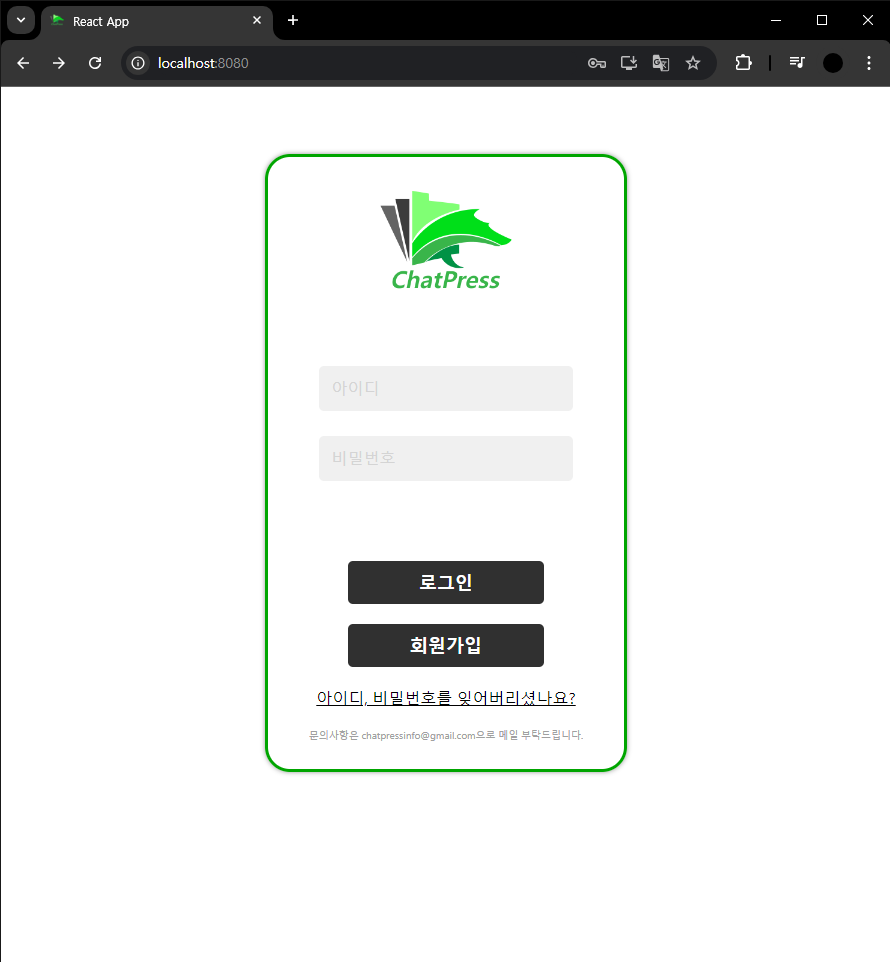 React App
localhost:8080
ChatPress
아이디
비밀번호
로그인
회원가입
아이디, 비밀번호를 잊어버리셨나요?
문의사항은 chatpressinfo@gmail.com으로 메일 부탁드립니다.